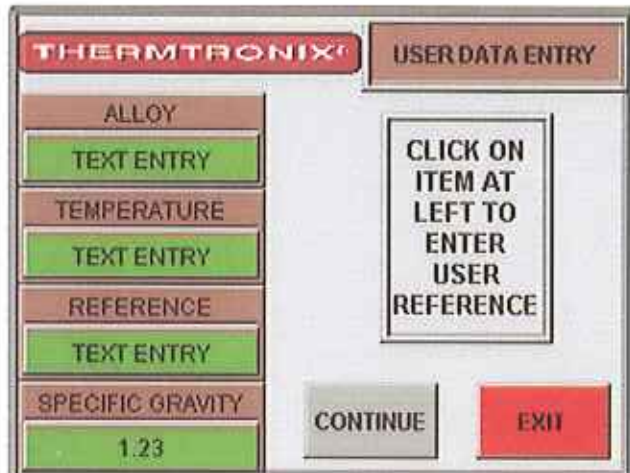 THERMTRONIX
USER DATA ENTRY
ALLOY
TEXT ENTRY
TEMPERATURE
TEXT ENTRY
REFERENCE
TEXT ENTRY
SPECIFIC GRAVITY
1.23
CLICK ON
ITEM AT
LEFT TO
ENTER
USER
REFERENCE
CONTINUE
EXIT